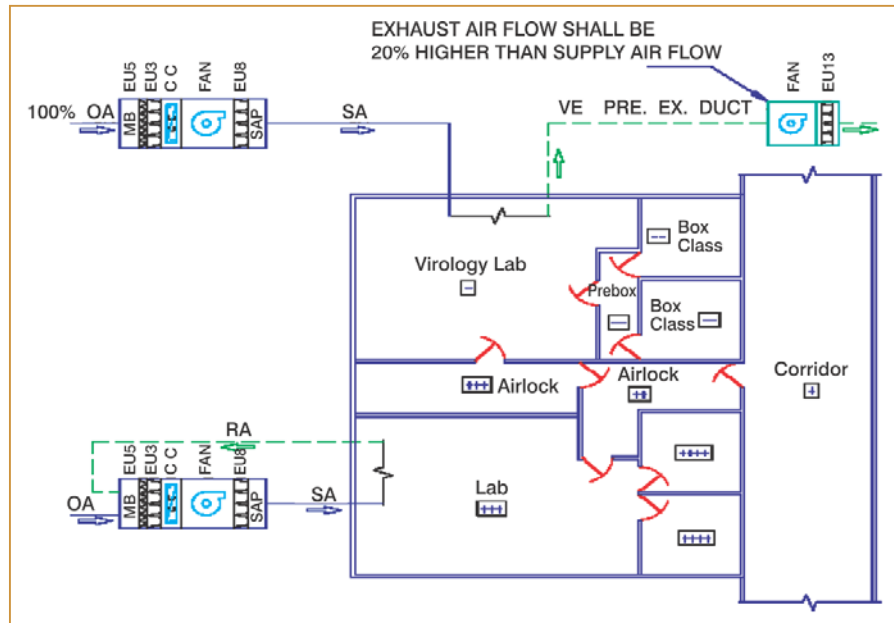 EXHAUST AIR FLOW SHALL BE
20% HIGHER THAN SUPPLY AIR FLOW
EU5
EU3
C C
FAN
EU8
FAN
EU13
100%
OA
MB
SAP
SA
VE PRE. EX. DUCT
Virology Lab
Box
Class
Prebox
Box
Class
Airlock
Airlock
Corridor
RA
EU5
EU3
C C
FAN
EU8
OA
MB
SAP
SA
Lab